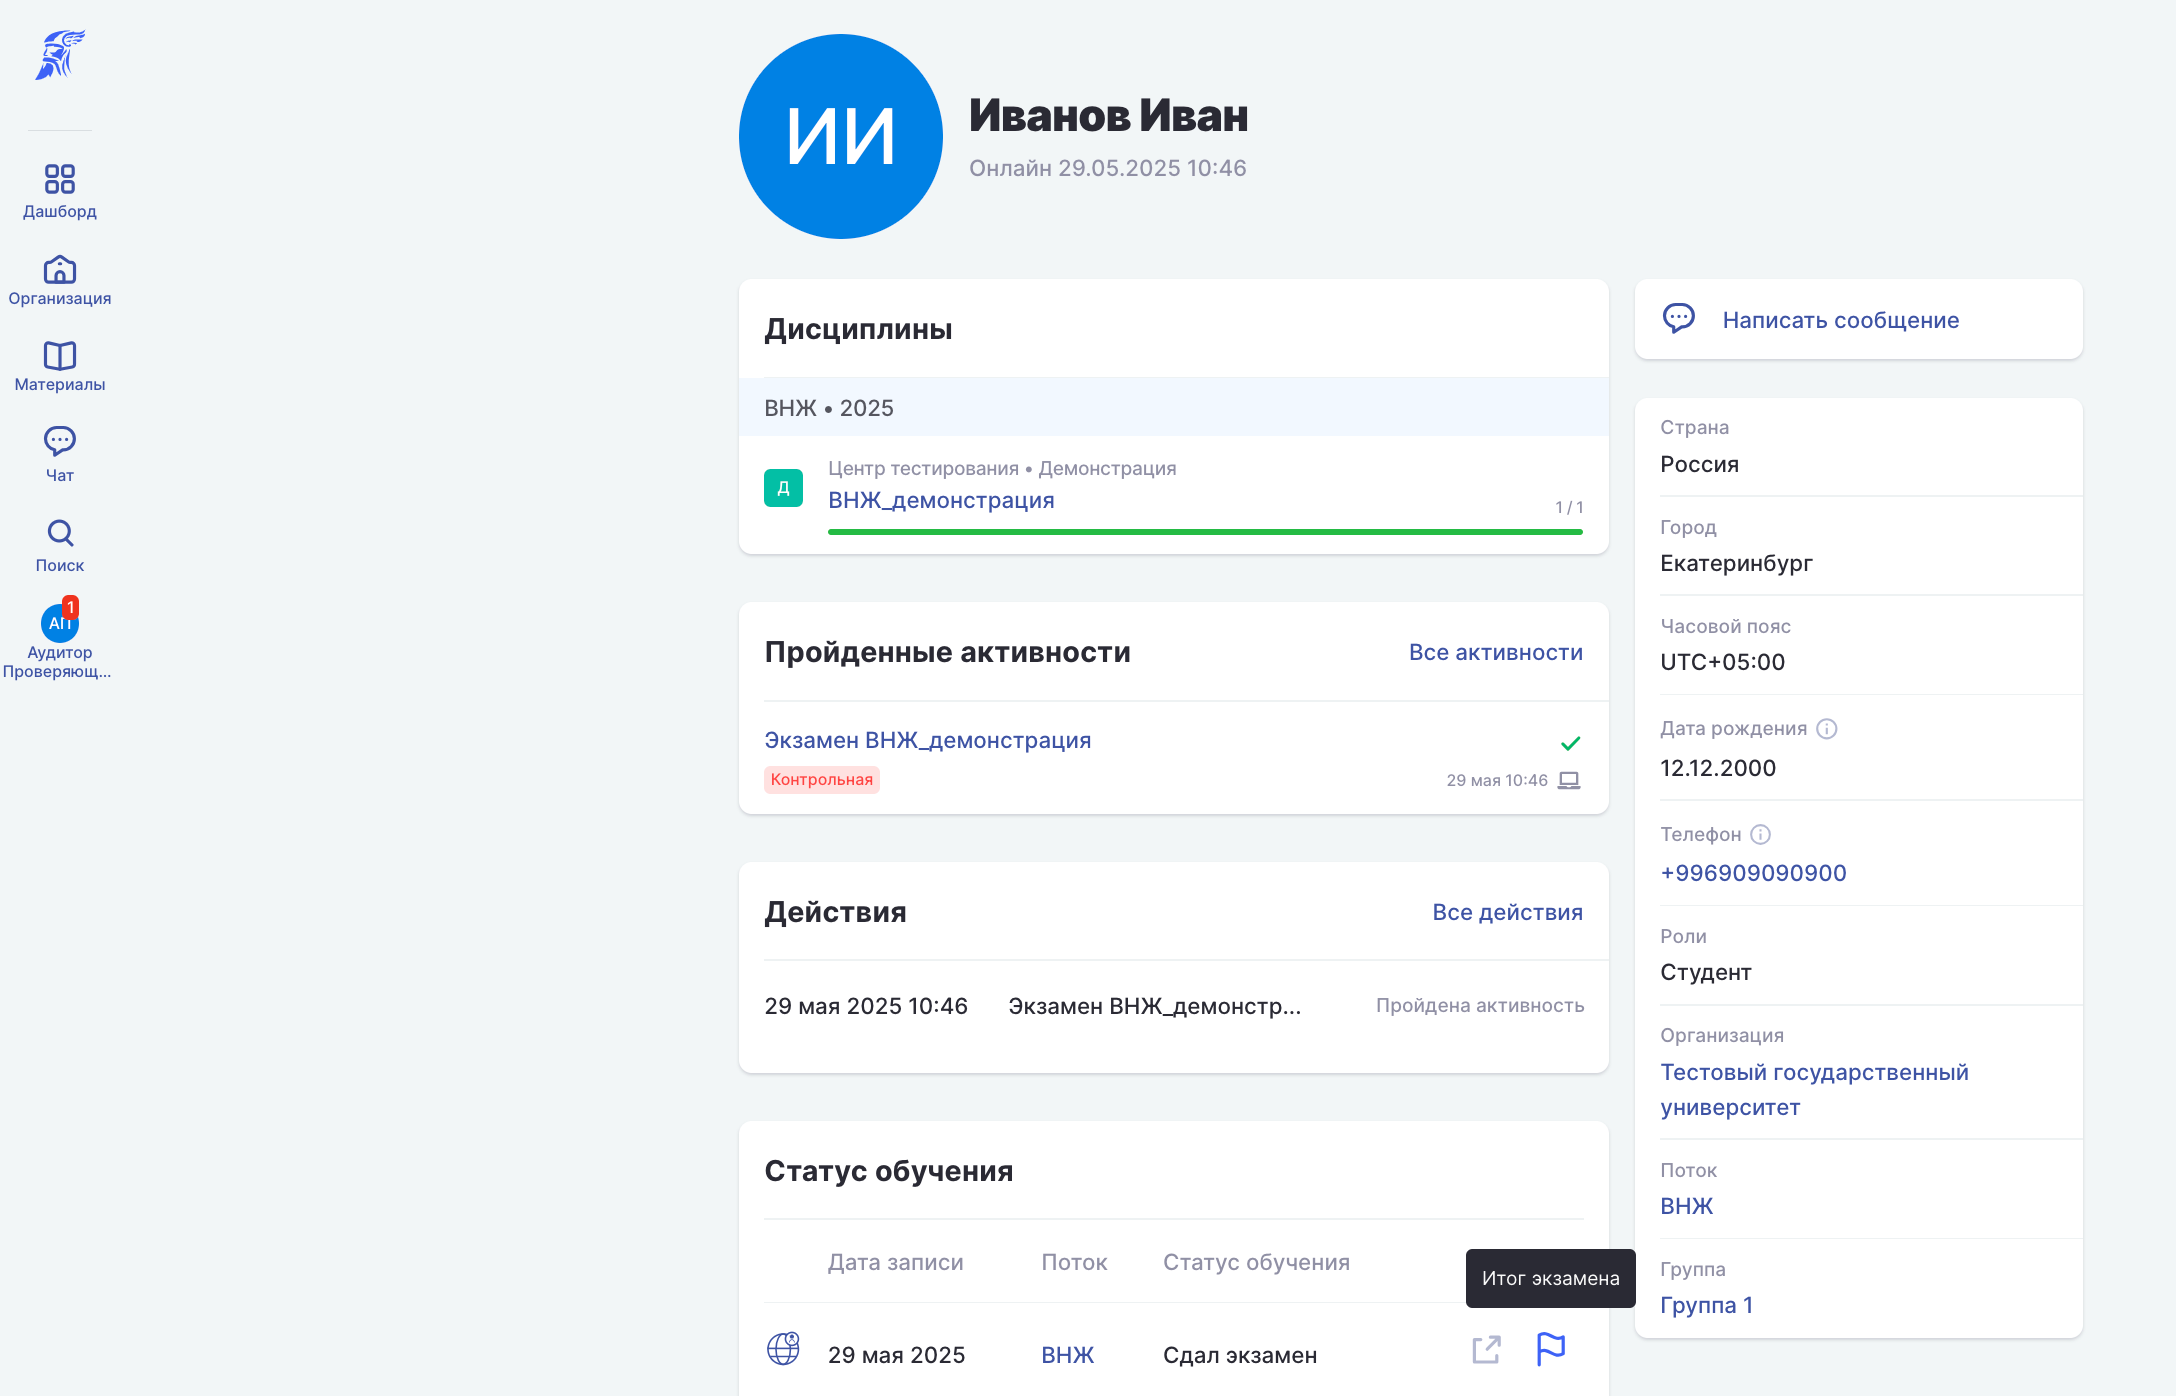 Дашборд
Организация
Материалы
Чат
Поиск
АП
1
Аудитор
Проверяющ...
ИИ
Иванов Иван
Онлайн 29.05.2025 10:46
Дисциплины
ВНЖ • 2025
Д
Центр тестирования • Демонстрация
ВНЖ_демонстрация
1 / 1
Пройденные активности
Все активности
Экзамен ВНЖ_демонстрация
Контрольная
29 мая 10:46
Действия
Все действия
29 мая 2025 10:46 Экзамен ВНЖ_демонстр... Пройдена активность
Статус обучения
Дата записи Поток Статус обучения
Итог экзамена
29 мая 2025 ВНЖ Сдал экзамен
Написать сообщение
Страна
Россия
Город
Екатеринбург
Часовой пояс
UTC+05:00
Дата рождения
12.12.2000
Телефон
+996909090900
Роли
Студент
Организация
Тестовый государственный
университет
Поток
ВНЖ
Группа
Группа 1